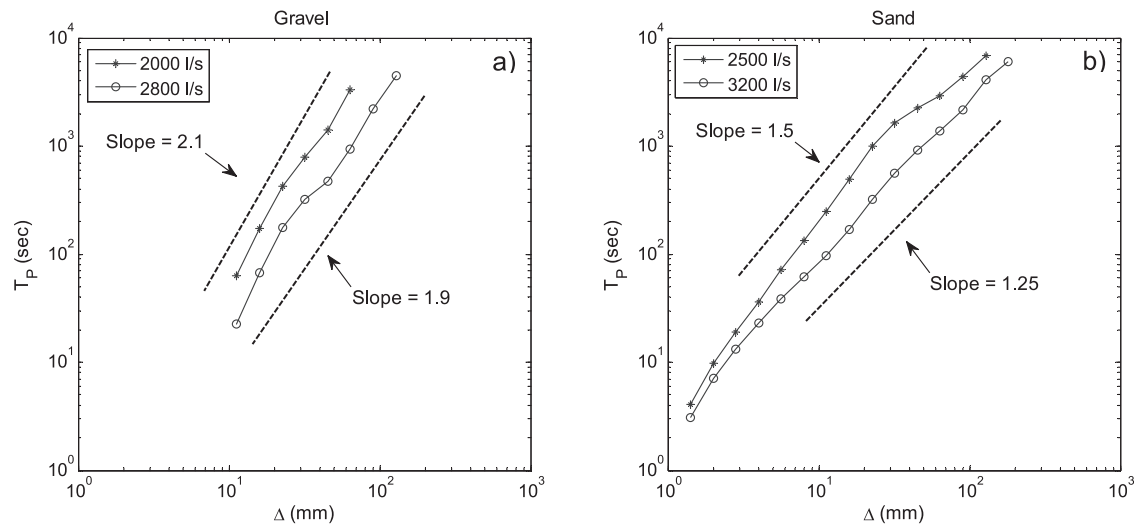 Gravel
2000 l/s
2800 l/s
a)
Slope = 2.1
Slope = 1.9
T_P (sec)
10^4
10^3
10^2
10^1
10^0
10^0 10^1 10^2 10^3
Δ (mm)
Sand
2500 l/s
3200 l/s
b)
Slope = 1.5
Slope = 1.25
T_P (sec)
10^4
10^3
10^2
10^1
10^0
10^0 10^1 10^2 10^3
Δ (mm)